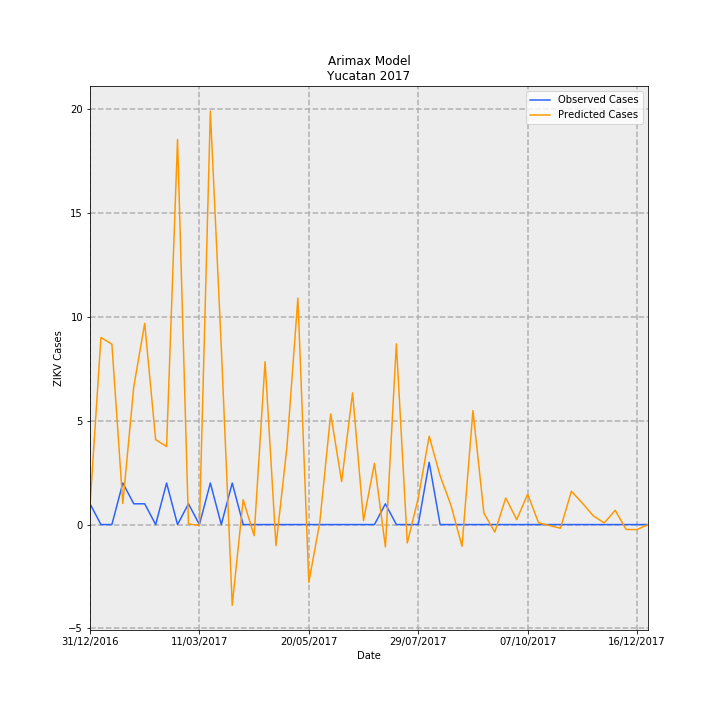 Arimax Model
Yucatan 2017
Observed Cases
Predicted Cases
ZIKV Cases
20
15
10
5
0
−5
31/12/2016
11/03/2017
20/05/2017
29/07/2017
07/10/2017
16/12/2017
Date